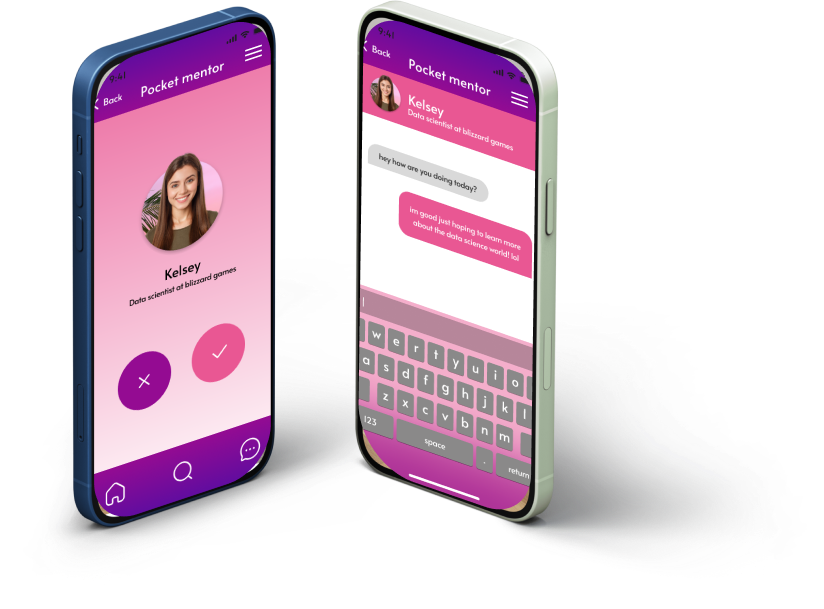 9:41
Back
Pocket mentor
Kelsey
Data scientist at blizzard games
9:41
Back
Pocket mentor
Kelsey
Data scientist at blizzard games
hey how are you doing today?
im good just hoping to learn more
about the data science world! lol
w e r t y u i o
a s d f g h j k l
z x c v b n m
123 space . return